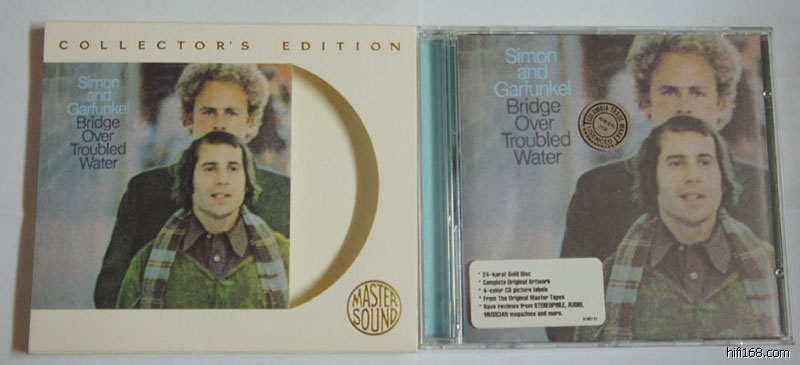 COLLECTOR'S EDITION
Simon
and
Garfunkel
Bridge
Over
Troubled
Water
MASTER
SOUND
Simon
and
Garfunkel
Bridge
Over
Troubled
Water
* 24-karat Gold Disc
* Complete Original Artwork
* 4-color CD picture labels
* From The Original Master Tapes
* Rave reviews from STEREOPHILE, AUDIO,
MUSICIAN magazines and more.
hifi168.com